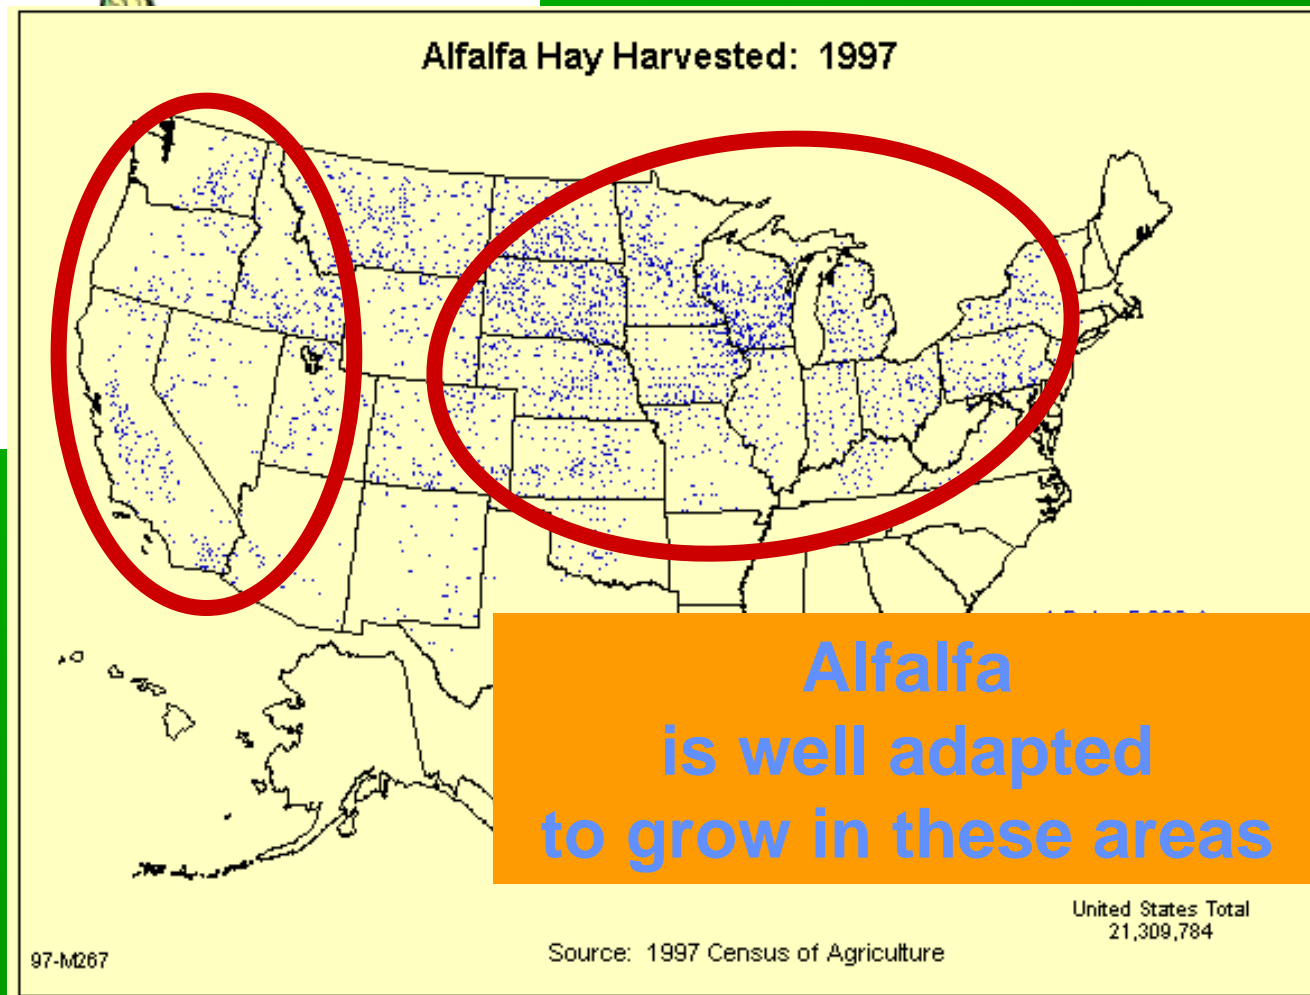 Alfalfa Hay Harvested: 1997
Alfalfa
is well adapted
to grow in these areas
United States Total
21,309,784
Source: 1997 Census of Agriculture
97-M267